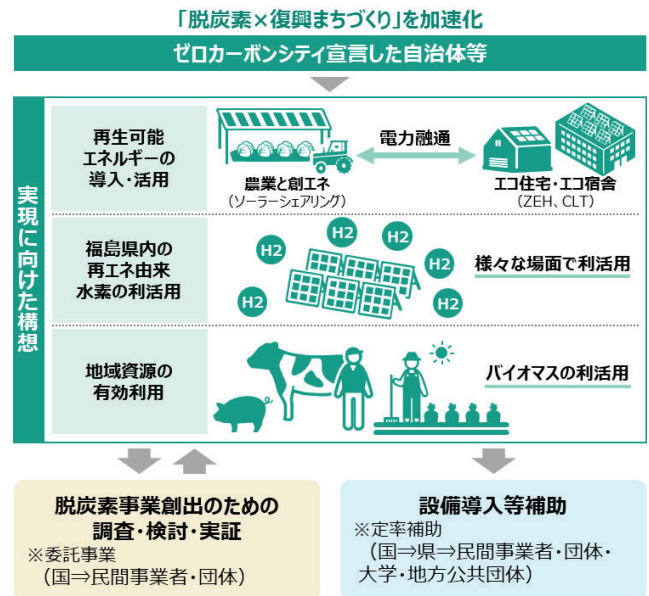 「脱炭素×復興まちづくり」を加速化
ゼロカーボンシティ宣言した自治体等
実現に向けた構想
再生可能
エネルギーの
導入・活用
農業と創エネ
（ソーラーシェアリング）
電力融通
エコ住宅・エコ宿舎
（ZEH、CLT）
福島県内の
再エネ由来
水素の利活用
H2
H2
H2
H2
H2
H2
様々な場面で利活用
地域資源の
有効利用
バイオマスの利活用
脱炭素事業創出のための
調査・検討・実証
※委託事業
（国⇒民間事業者・団体）
設備導入等補助
※定率補助
（国⇒県⇒民間事業者・団体・
大学・地方公共団体）